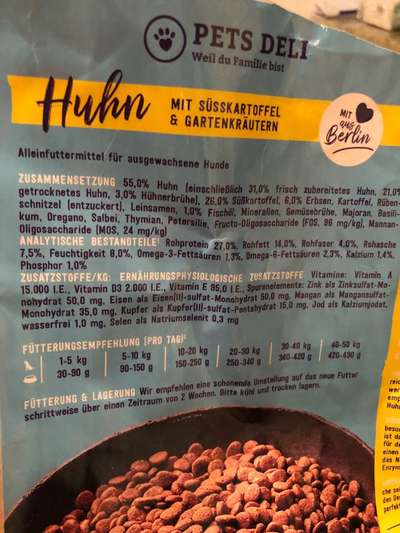 PETS DELI
Weil du Familie bist
Huhn MIT SÜSSKARTOFFEL
& GARTENKRÄUTERN
MIT
aus
Berlin
Alleinfuttermittel für ausgewachsene Hunde
ZUSAMMENSETZUNG 55,0% Huhn (einschließlich 31,0% frisch zubereitetes Huhn, 21,0%
getrocknetes Huhn, 3,0% Hühnerbrühe), 26,0% Süßkartoffel, 6,0% Erbsen, Kartoffel, Rüben-
schnitzel (entzuckert), Leinsamen, 1,0% Fischöl, Mineralien, Gemüsebrühe, Majoran, Basili-
kum, Oregano, Salbei, Thymian, Petersilie, Fructo-Oligosaccharide (FOS, 96 mg/kg), Mannan-
Oligosaccharide (MOS, 24 mg/kg)
ANALYTISCHE BESTANDTEILE¹ Rohprotein 27,0%, Rohfett 14,0%, Rohfaser 4,0%, Rohasche
7,5%, Feuchtigkeit 8,0%, Omega-3-Fettsäuren 1,3%, Omega-6-Fettsäuren 2,3%, Kalzium 1,4%,
Phosphor 1,0%
ZUSATZSTOFFE/KG: ERNÄHRUNGSPHYSIOLOGISCHE ZUSATZSTOFFE Vitamine: Vitamin A
15.000 I.E., Vitamin D3 2.000 I.E., Vitamin E 95,0 I.E., Spurenelemente: Zink als Zinksulfat-Mo-
nohydrat 50,0 mg, Eisen als Eisen(II)-sulfat-Monohydrat 50,0 mg, Mangan als Mangansulfat-
Monohydrat 35,0 mg, Kupfer als Kupfer(II)-sulfat-Pentahydrat 15,0 mg, Jod als Kalziumjodat,
wasserfrei 1,0 mg, Selen als Natriumselenit 0,3 mg
FÜTTERUNGSEMPFEHLUNG (PRO TAG)²
1-5 kg 5-10 kg 10-20 kg 20-30 kg 30-40 kg 40-50 kg
30-90 g 90-150 g 150-250 g 250-340 g 340-420 g 420-490 g
FÜTTERUNG & LAGERUNG Wir empfehlen eine schonende Umstellung auf das neue Futter
schrittweise über einen Zeitraum von 2 Wochen. Bitte kühl und trocken lagern.